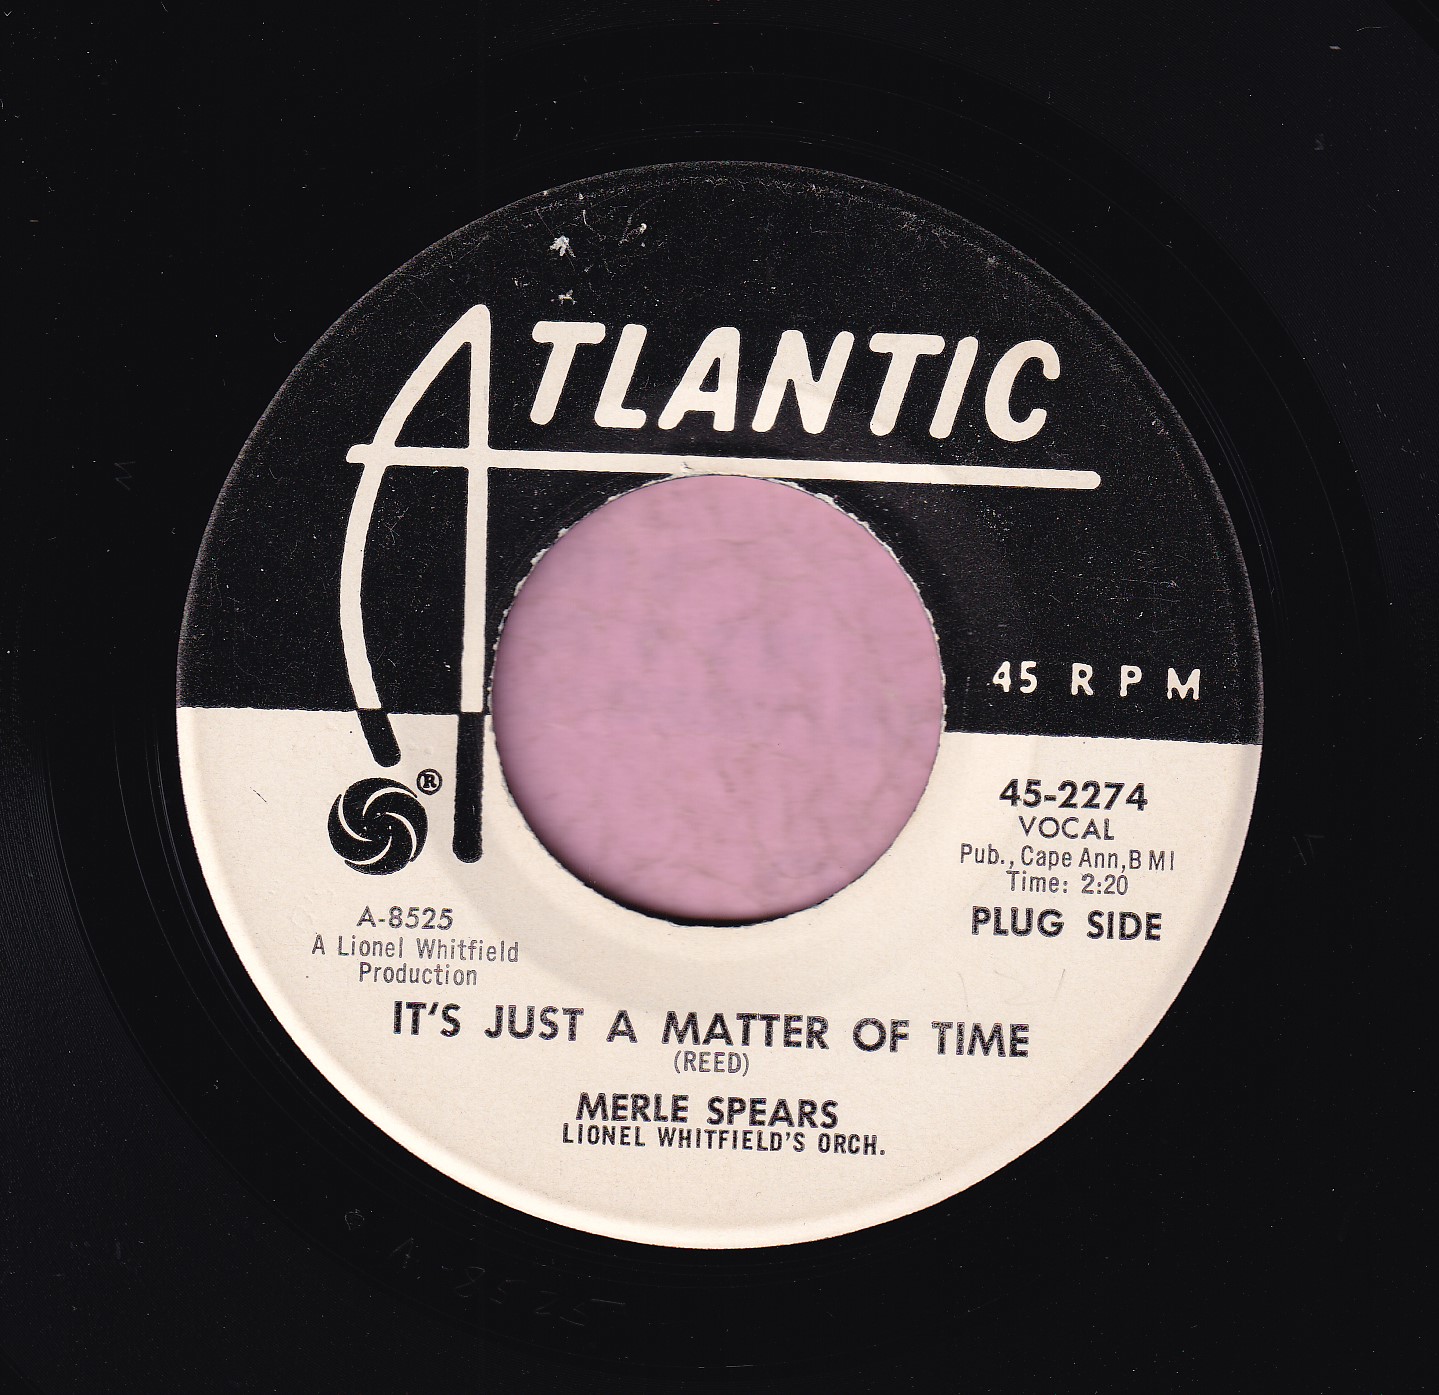 ATLANTIC
45 RPM
®
45-2274
VOCAL
Pub., Cape Ann, BMI
Time: 2:20
PLUG SIDE
A-8525
A Lionel Whitfield
Production
IT'S JUST A MATTER OF TIME
(REED)
MERLE SPEARS
LIONEL WHITFIELD'S ORCH.
A-8525